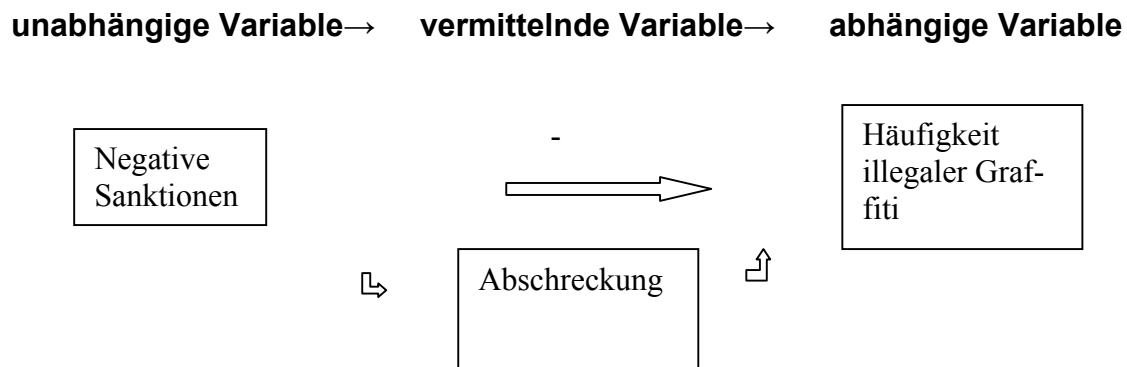 unabhängige Variable→ vermittelnde Variable→ abhängige Variable
-
Negative
Sanktionen
Häufigkeit
illegaler Graf-
fiti
Abschreckung